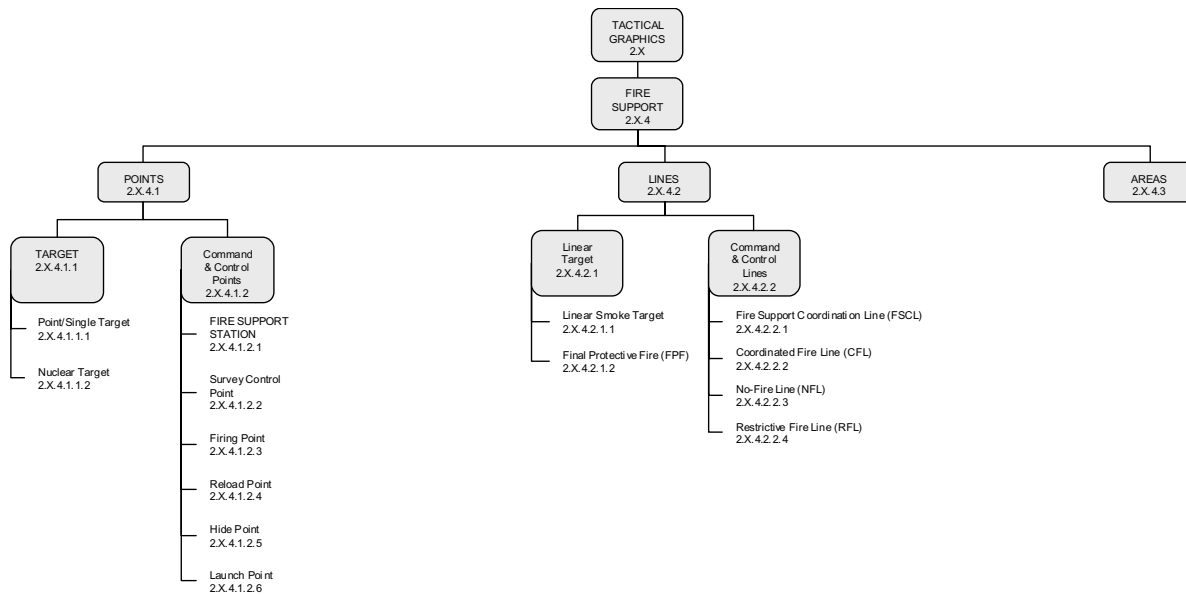 TACTICAL
GRAPHICS
2.X
FIRE
SUPPORT
2.X.4
POINTS
2.X.4.1
LINES
2.X.4.2
AREAS
2.X.4.3
TARGET
2.X.4.1.1
Command
& Control
Points
2.X.4.1.2
Linear
Target
2.X.4.2.1
Command
& Control
Lines
2.X.4.2.2
Point/Single Target
2.X.4.1.1.1
Nuclear Target
2.X.4.1.1.2
FIRE SUPPORT
STATION
2.X.4.1.2.1
Survey Control
Point
2.X.4.1.2.2
Firing Point
2.X.4.1.2.3
Reload Point
2.X.4.1.2.4
Hide Point
2.X.4.1.2.5
Launch Point
2.X.4.1.2.6
Linear Smoke Target
2.X.4.2.1.1
Final Protective Fire (FPF)
2.X.4.2.1.2
Fire Support Coordination Line (FSCL)
2.X.4.2.2.1
Coordinated Fire Line (CFL)
2.X.4.2.2.2
No-Fire Line (NFL)
2.X.4.2.2.3
Restrictive Fire Line (RFL)
2.X.4.2.2.4